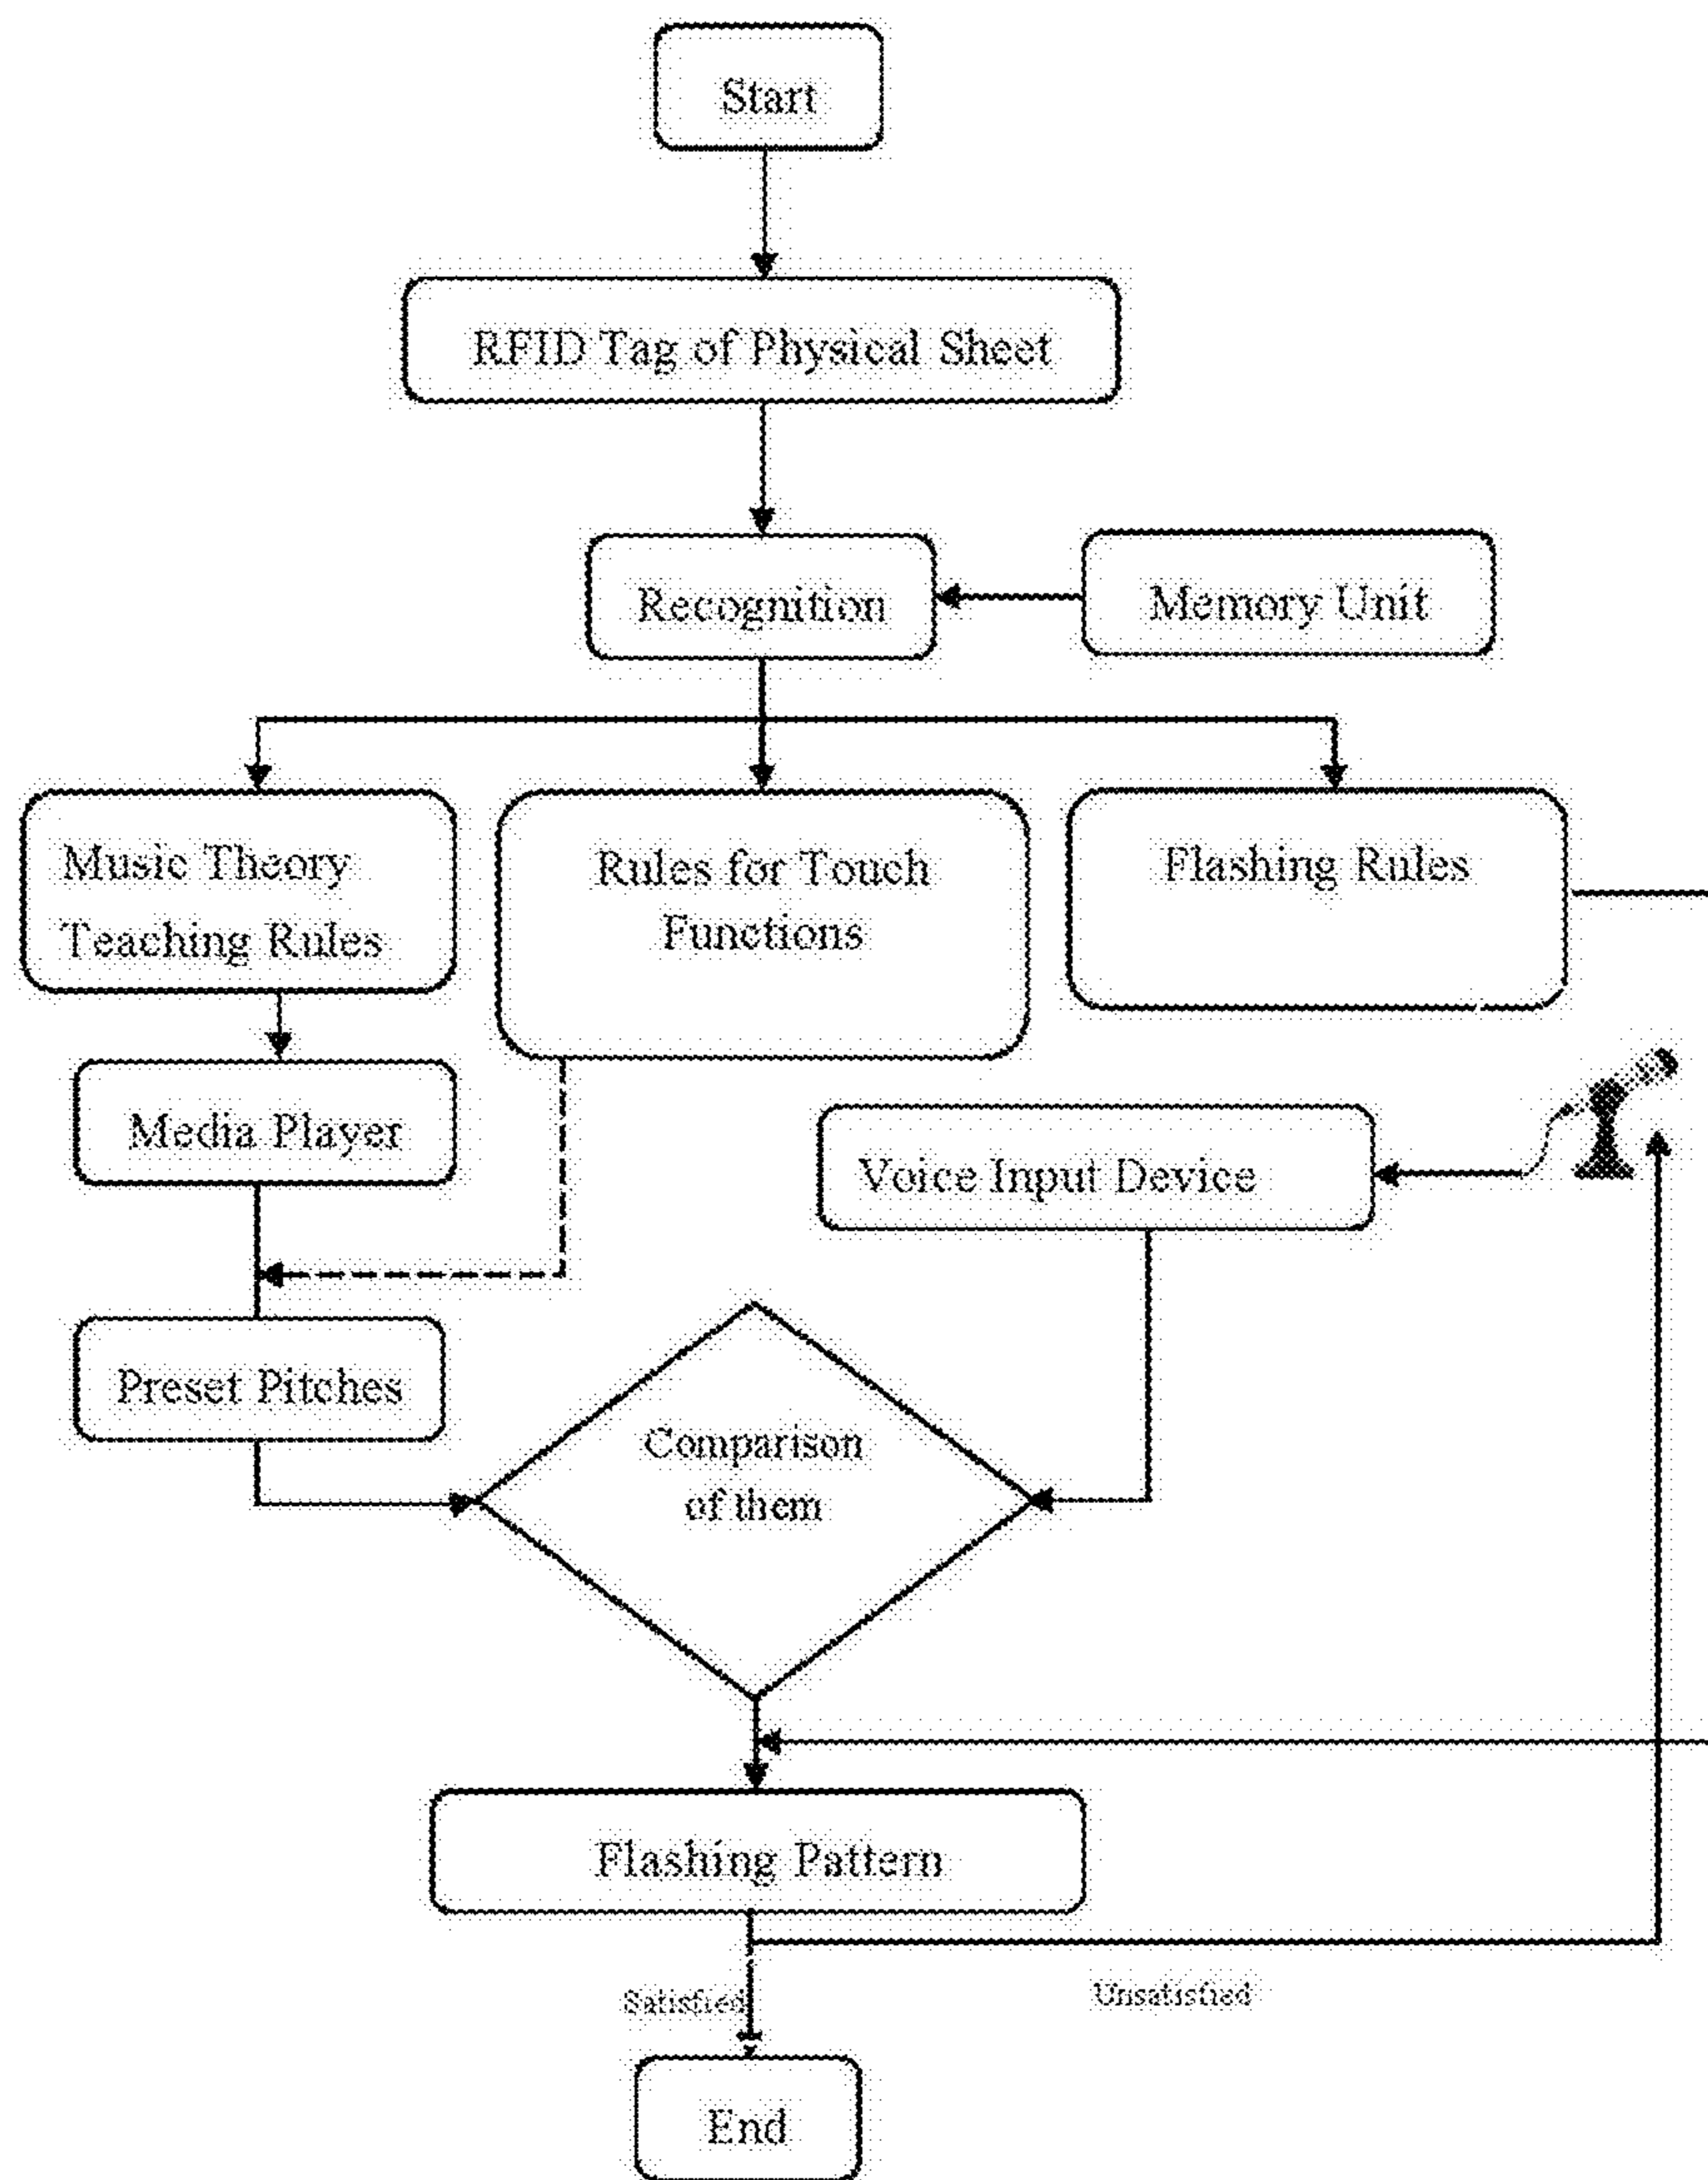 Start
RFID Tag of Physical Sheet
Recognition
Memory Unit
Music Theory
Teaching Rules
Rules for Touch
Functions
Flashing Rules
Media Player
Voice Input Device
Preset Pitches
Comparison
of them
Flashing Pattern
Satisfied
Unsatisfied
End